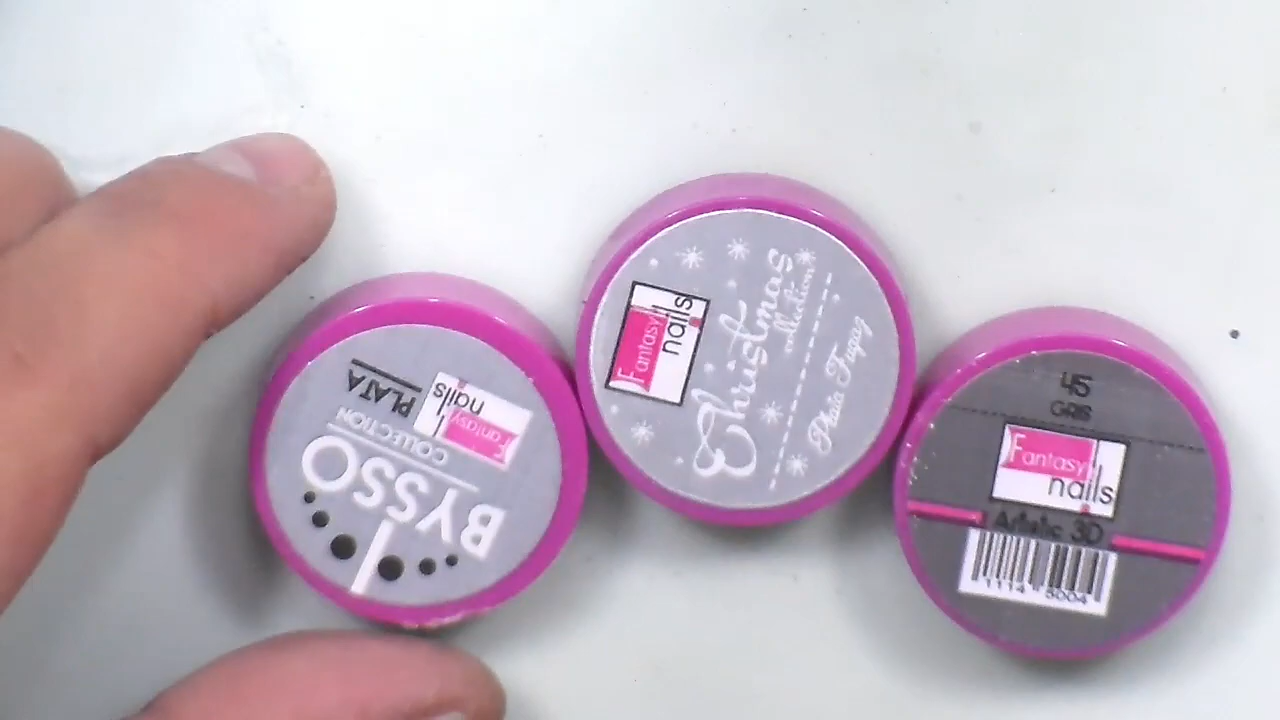 BYSSO
COLLECTION
PLATA
Fantasy
nails
Fantasy
nails
Christmas
collection
Plata Fugaz
45
GRIS
Fantasy
nails
Artistic 3D